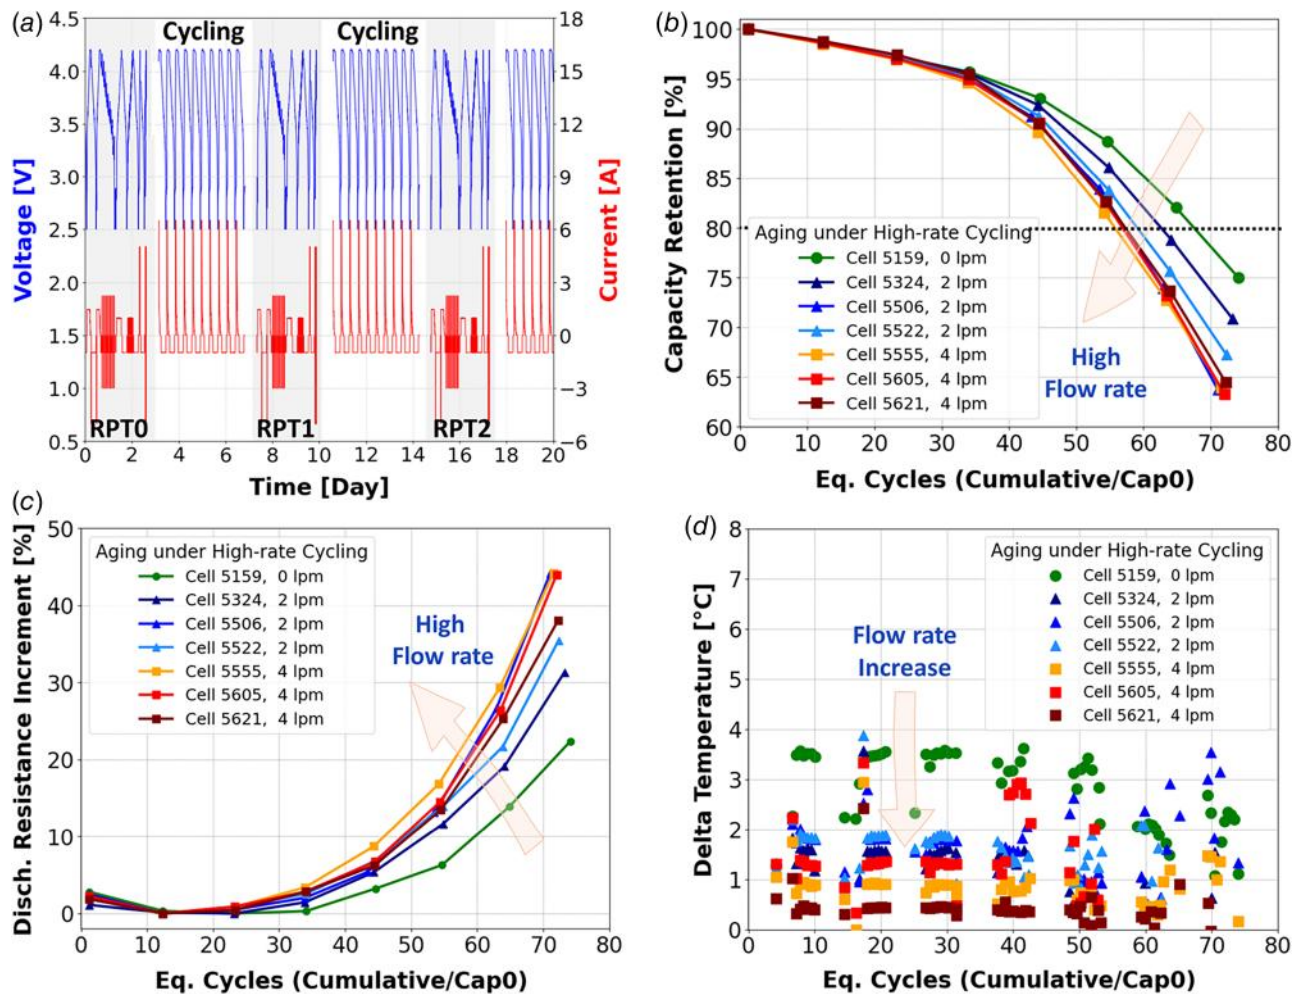 (a)
Cycling
Cycling
4.5
4.0
3.5
3.0
2.5
2.0
1.5
1.0
0.5
18
15
12
9
6
3
0
−3
−6
Voltage [V]
Current [A]
RPT0
RPT1
RPT2
0 2 4 6 8 10 12 14 16 18 20
Time [Day]
(b)
100
95
90
85
80
75
70
65
60
Capacity Retention [%]
Aging under High-rate Cycling
Cell 5159, 0 lpm
Cell 5324, 2 lpm
Cell 5506, 2 lpm
Cell 5522, 2 lpm
Cell 5555, 4 lpm
Cell 5605, 4 lpm
Cell 5621, 4 lpm
High
Flow rate
0 10 20 30 40 50 60 70 80
Eq. Cycles (Cumulative/Cap0)
(c)
50
40
30
20
10
0
Disch. Resistance Increment [%]
Aging under High-rate Cycling
Cell 5159, 0 lpm
Cell 5324, 2 lpm
Cell 5506, 2 lpm
Cell 5522, 2 lpm
Cell 5555, 4 lpm
Cell 5605, 4 lpm
Cell 5621, 4 lpm
High
Flow rate
0 10 20 30 40 50 60 70 80
Eq. Cycles (Cumulative/Cap0)
(d)
8
7
6
5
4
3
2
1
0
Delta Temperature [°C]
Aging under High-rate Cycling
Cell 5159, 0 lpm
Cell 5324, 2 lpm
Cell 5506, 2 lpm
Cell 5522, 2 lpm
Cell 5555, 4 lpm
Cell 5605, 4 lpm
Cell 5621, 4 lpm
Flow rate
Increase
0 10 20 30 40 50 60 70 80
Eq. Cycles (Cumulative/Cap0)